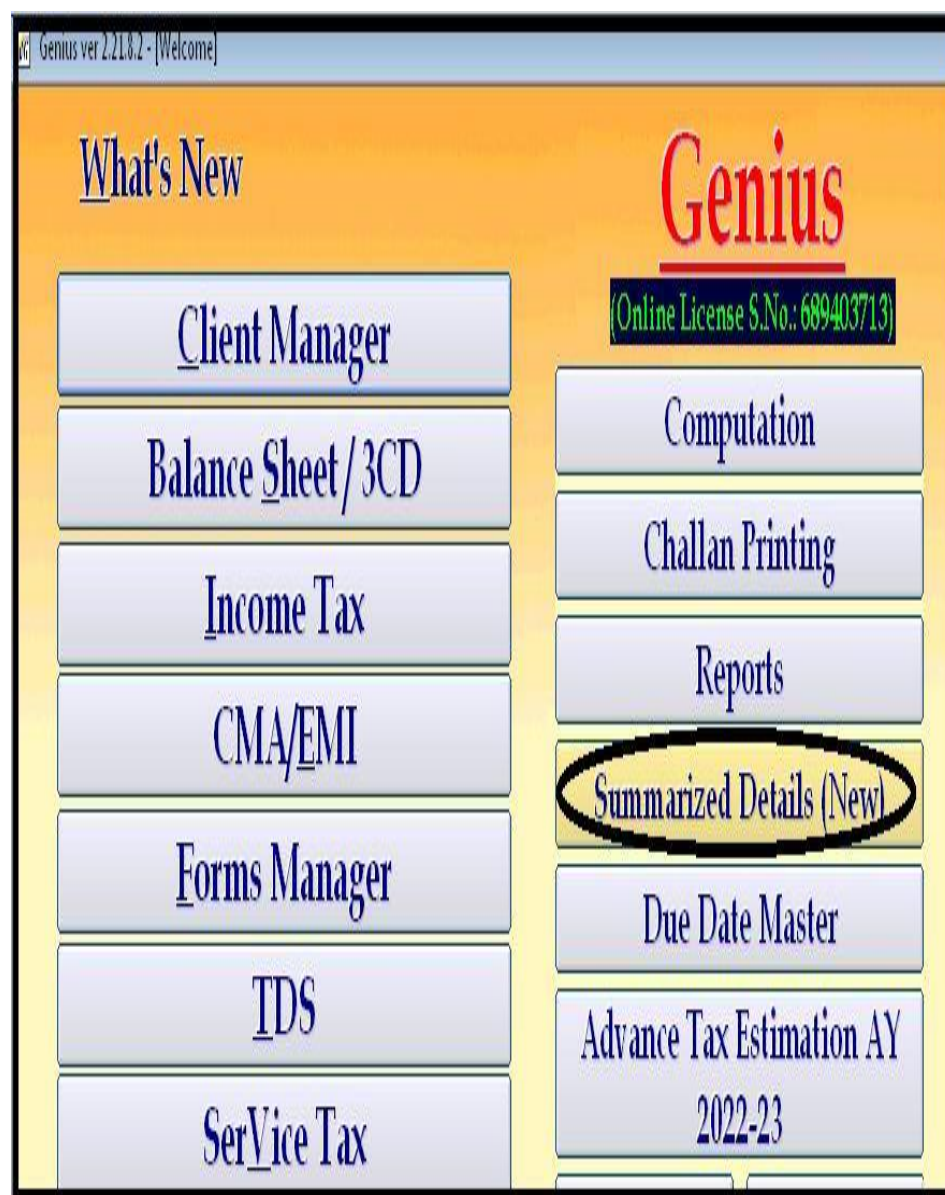 Genius ver 2.21.8.2 - [Welcome]
What's New
Client Manager
Balance Sheet / 3CD
Income Tax
CMA/EMI
Forms Manager
TDS
SerVice Tax
Genius
(Online License S.No.: 689403713)
Computation
Challan Printing
Reports
Summarized Details (New)
Due Date Master
Advance Tax Estimation AY
2022-23